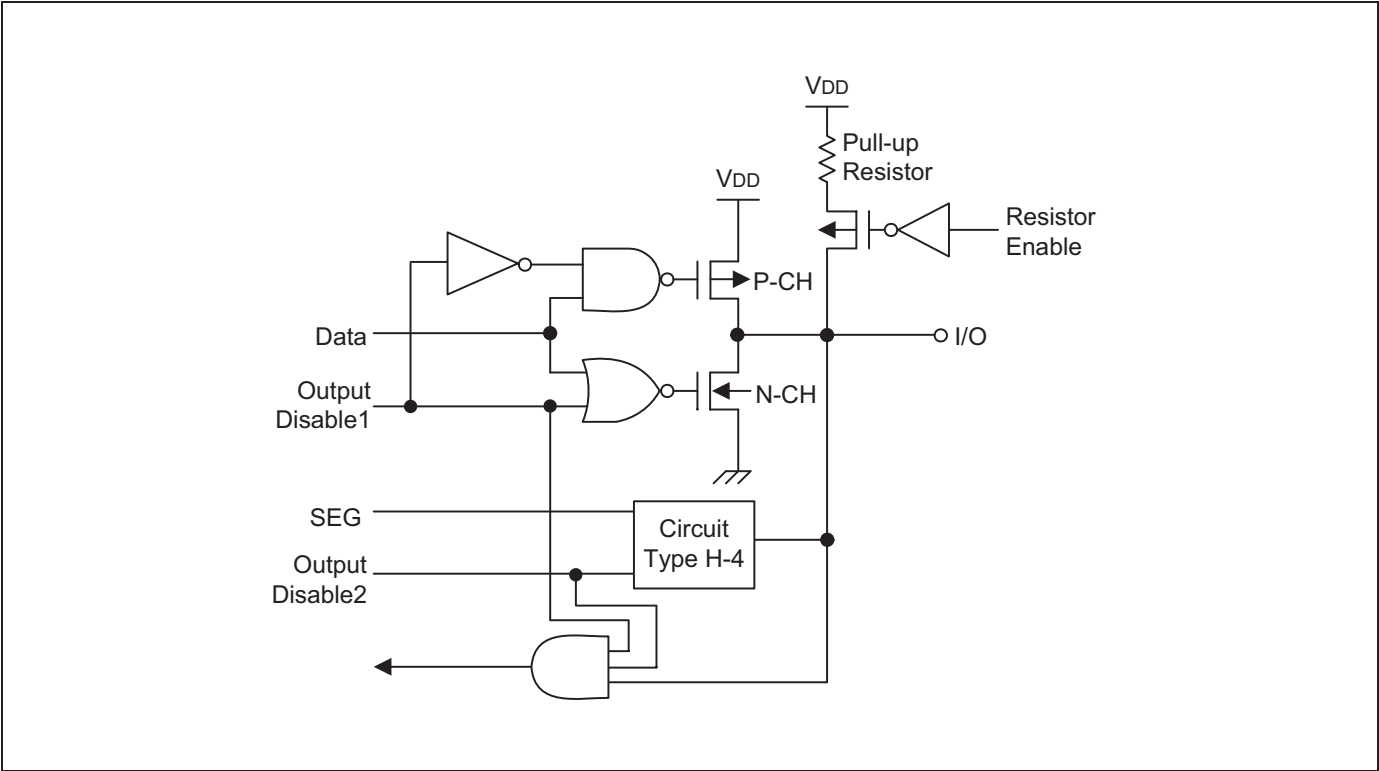 VDD
Pull-up
Resistor
VDD
Resistor
Enable
P-CH
Data
I/O
Output
Disable1
N-CH
SEG
Circuit
Type H-4
Output
Disable2